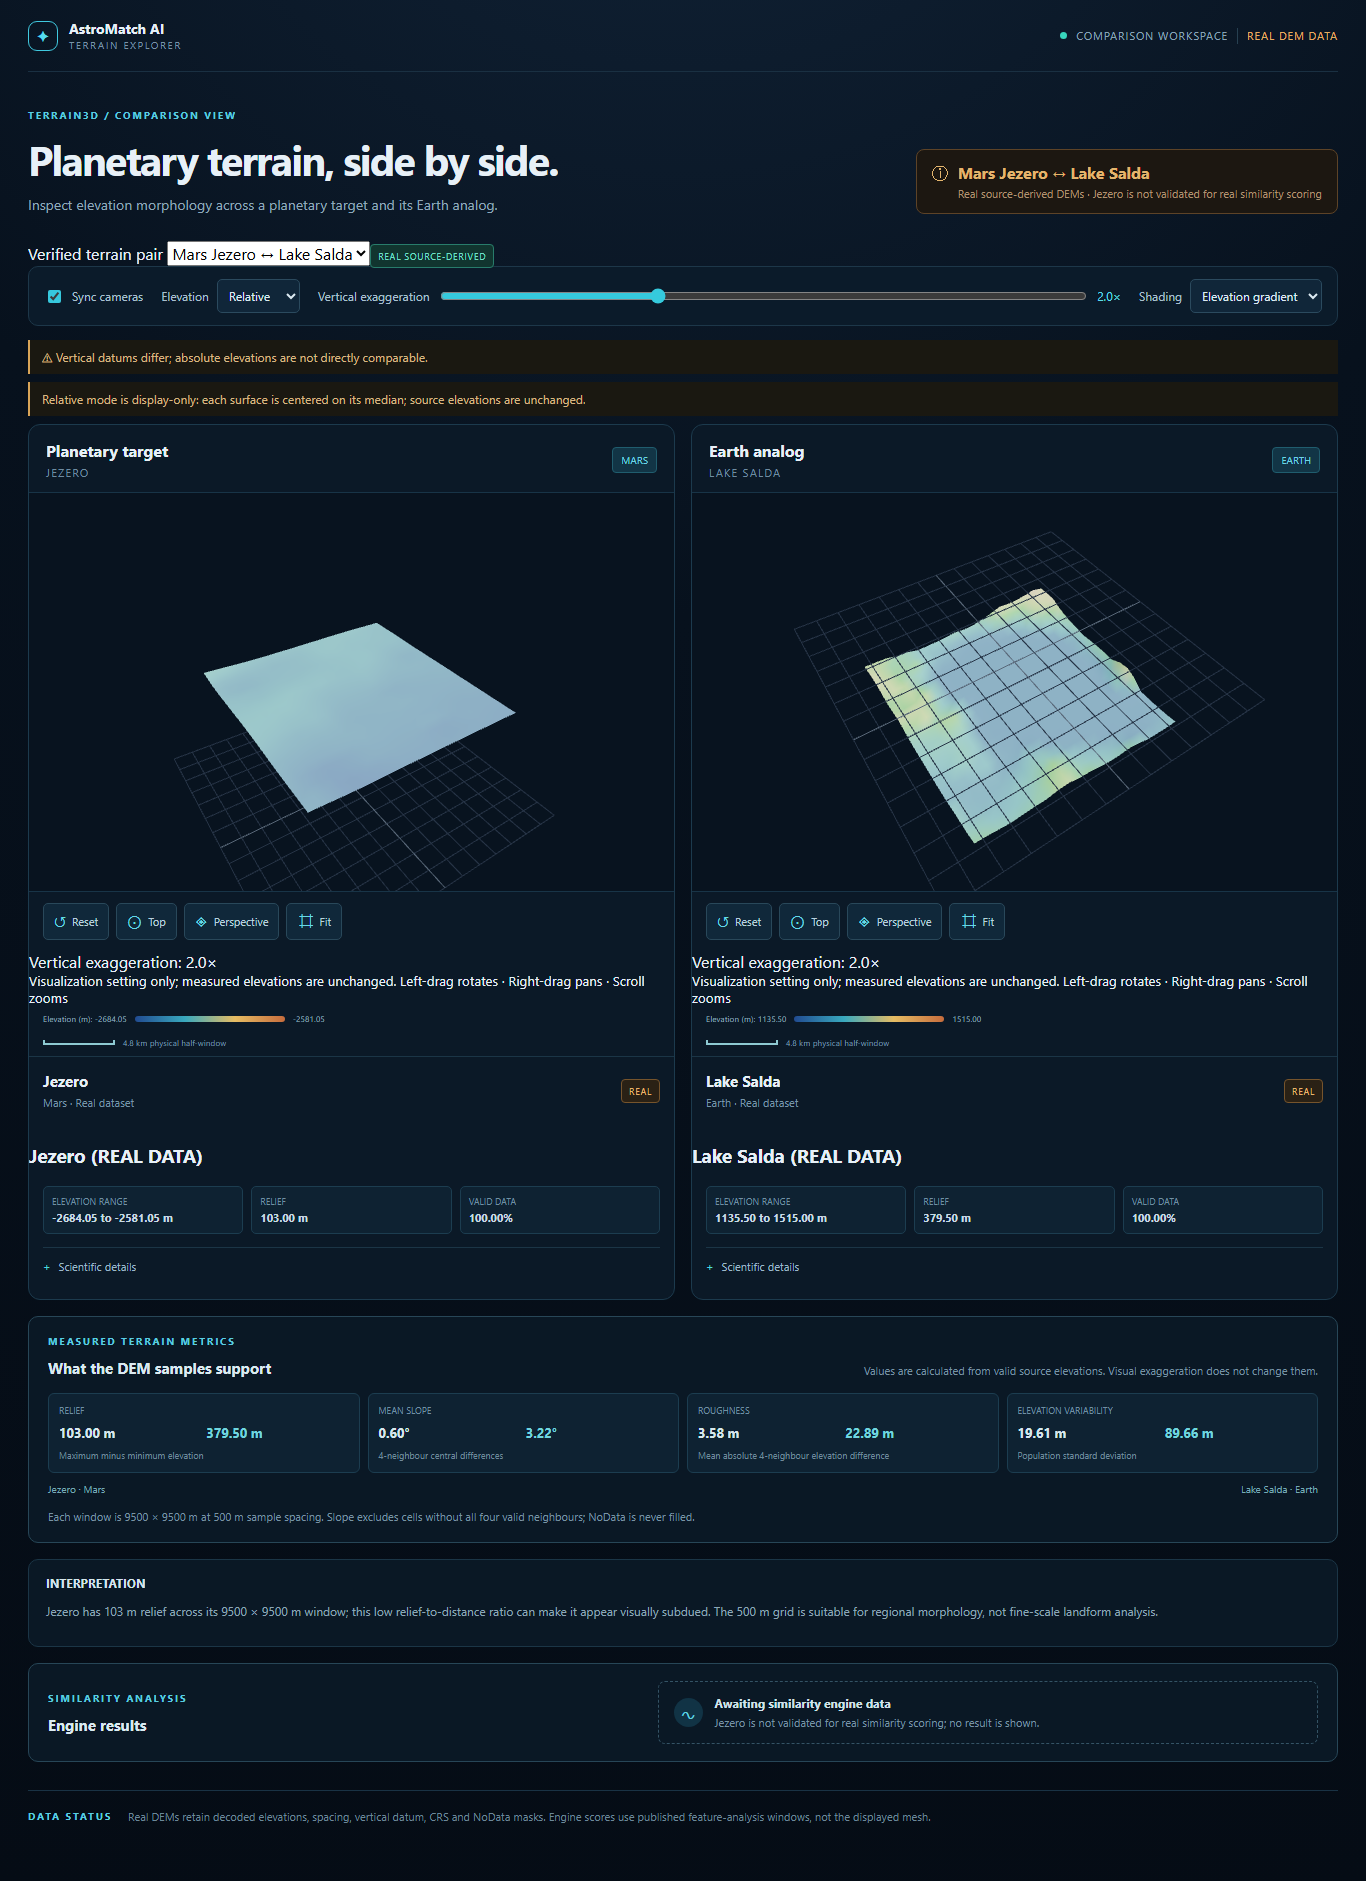 AstroMatch AI
TERRAIN EXPLORER
COMPARISON WORKSPACE
REAL DEM DATA
TERRAIN3D / COMPARISON VIEW
Planetary terrain, side by side.
Inspect elevation morphology across a planetary target and its Earth analog.
Mars Jezero ↔ Lake Salda
Real source-derived DEMs · Jezero is not validated for real similarity scoring
Verified terrain pair Mars Jezero ↔ Lake Salda REAL SOURCE-DERIVED
Sync cameras Elevation Relative Vertical exaggeration 2.0× Shading Elevation gradient
⚠ Vertical datums differ; absolute elevations are not directly comparable.
Relative mode is display-only: each surface is centered on its median; source elevations are unchanged.
Planetary target
JEZERO
MARS
Earth analog
LAKE SALDA
EARTH
Reset Top Perspective Fit
Vertical exaggeration: 2.0×
Visualization setting only; measured elevations are unchanged. Left-drag rotates · Right-drag pans · Scroll
zooms
Elevation (m): -2684.05 -2581.05
4.8 km physical half-window
Jezero
Mars · Real dataset
REAL
Jezero (REAL DATA)
ELEVATION RANGE
-2684.05 to -2581.05 m
RELIEF
103.00 m
VALID DATA
100.00%
+ Scientific details
Reset Top Perspective Fit
Vertical exaggeration: 2.0×
Visualization setting only; measured elevations are unchanged. Left-drag rotates · Right-drag pans · Scroll
zooms
Elevation (m): 1135.50 1515.00
4.8 km physical half-window
Lake Salda
Earth · Real dataset
REAL
Lake Salda (REAL DATA)
ELEVATION RANGE
1135.50 to 1515.00 m
RELIEF
379.50 m
VALID DATA
100.00%
+ Scientific details
MEASURED TERRAIN METRICS
What the DEM samples support
Values are calculated from valid source elevations. Visual exaggeration does not change them.
RELIEF
103.00 m 379.50 m
Maximum minus minimum elevation
MEAN SLOPE
0.60° 3.22°
4-neighbour central differences
ROUGHNESS
3.58 m 22.89 m
Mean absolute 4-neighbour elevation difference
ELEVATION VARIABILITY
19.61 m 89.66 m
Population standard deviation
Jezero · Mars
Lake Salda · Earth
Each window is 9500 × 9500 m at 500 m sample spacing. Slope excludes cells without all four valid neighbours; NoData is never filled.
INTERPRETATION
Jezero has 103 m relief across its 9500 × 9500 m window; this low relief-to-distance ratio can make it appear visually subdued. The 500 m grid is suitable for regional morphology, not fine-scale landform analysis.
SIMILARITY ANALYSIS
Engine results
Awaiting similarity engine data
Jezero is not validated for real similarity scoring; no result is shown.
DATA STATUS Real DEMs retain decoded elevations, spacing, vertical datum, CRS and NoData masks. Engine scores use published feature-analysis windows, not the displayed mesh.